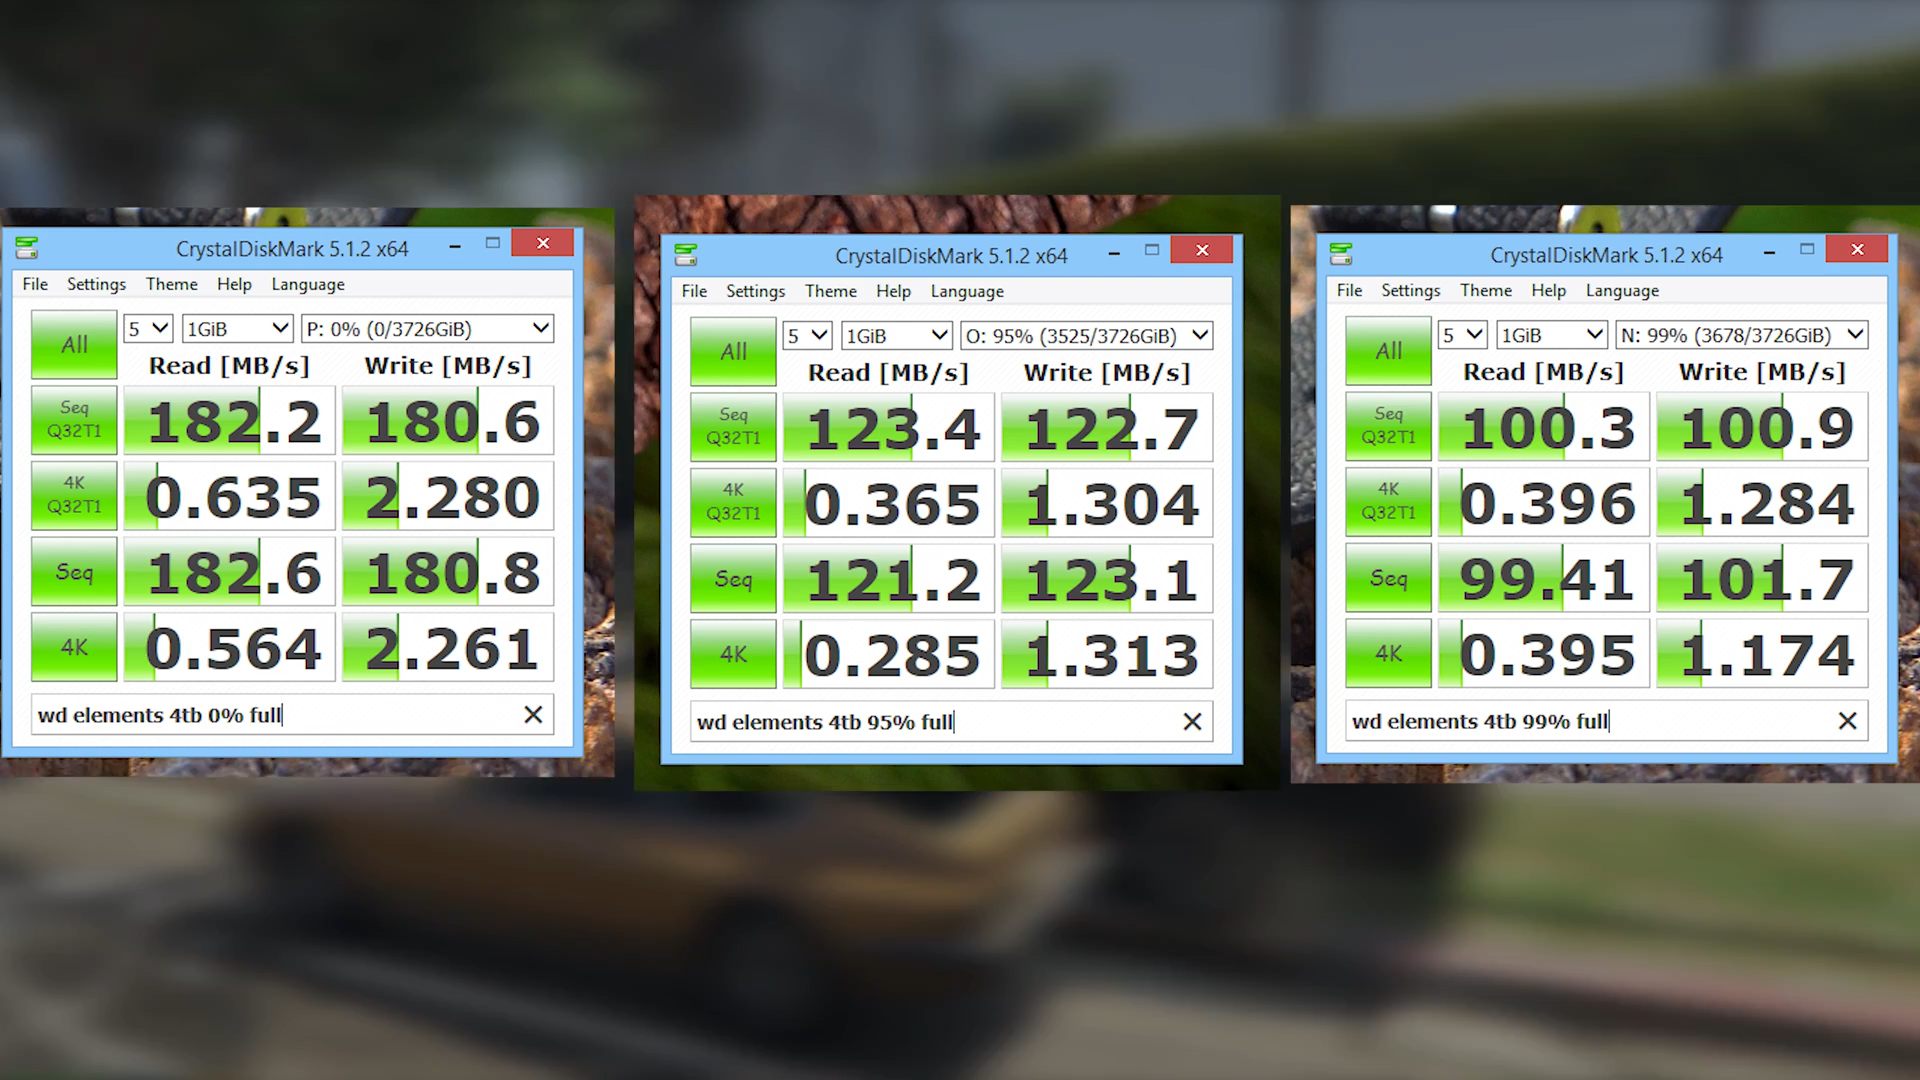 CrystalDiskMark 5.1.2 x64
File Settings Theme Help Language
All 5 1GiB P: 0% (0/3726GiB)
Read [MB/s] Write [MB/s]
Seq
Q32T1 182.2 180.6
4K
Q32T1 0.635 2.280
Seq 182.6 180.8
4K 0.564 2.261
wd elements 4tb 0% full
CrystalDiskMark 5.1.2 x64
File Settings Theme Help Language
All 5 1GiB O: 95% (3525/3726GiB)
Read [MB/s] Write [MB/s]
Seq
Q32T1 123.4 122.7
4K
Q32T1 0.365 1.304
Seq 121.2 123.1
4K 0.285 1.313
wd elements 4tb 95% full
CrystalDiskMark 5.1.2 x64
File Settings Theme Help Language
All 5 1GiB N: 99% (3678/3726GiB)
Read [MB/s] Write [MB/s]
Seq
Q32T1 100.3 100.9
4K
Q32T1 0.396 1.284
Seq 99.41 101.7
4K 0.395 1.174
wd elements 4tb 99% full